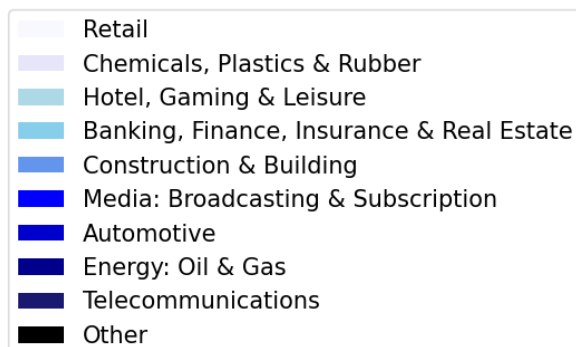 Retail
Chemicals, Plastics & Rubber
Hotel, Gaming & Leisure
Banking, Finance, Insurance & Real Estate
Construction & Building
Media: Broadcasting & Subscription
Automotive
Energy: Oil & Gas
Telecommunications
Other